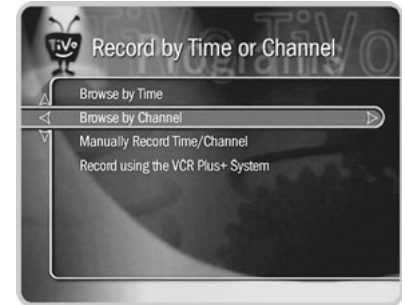 TiVo
Record by Time or Channel
Browse by Time
Browse by Channel
Manually Record Time/Channel
Record using the VCR Plus+ System